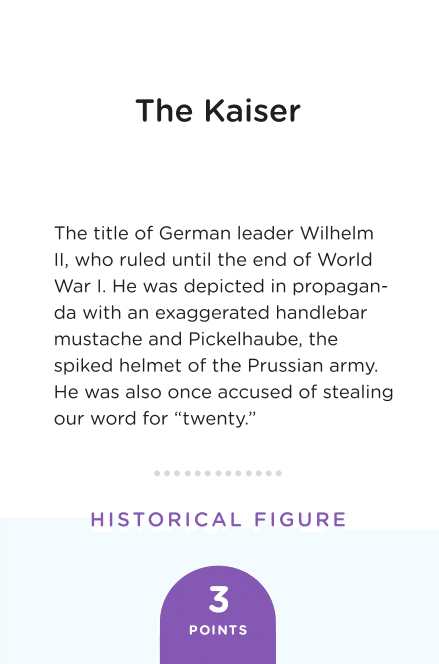 The Kaiser
The title of German leader Wilhelm
II, who ruled until the end of World
War I. He was depicted in propagan-
da with an exaggerated handlebar
mustache and Pickelhaube, the
spiked helmet of the Prussian army.
He was also once accused of stealing
our word for “twenty.”
HISTORICAL FIGURE
3
POINTS